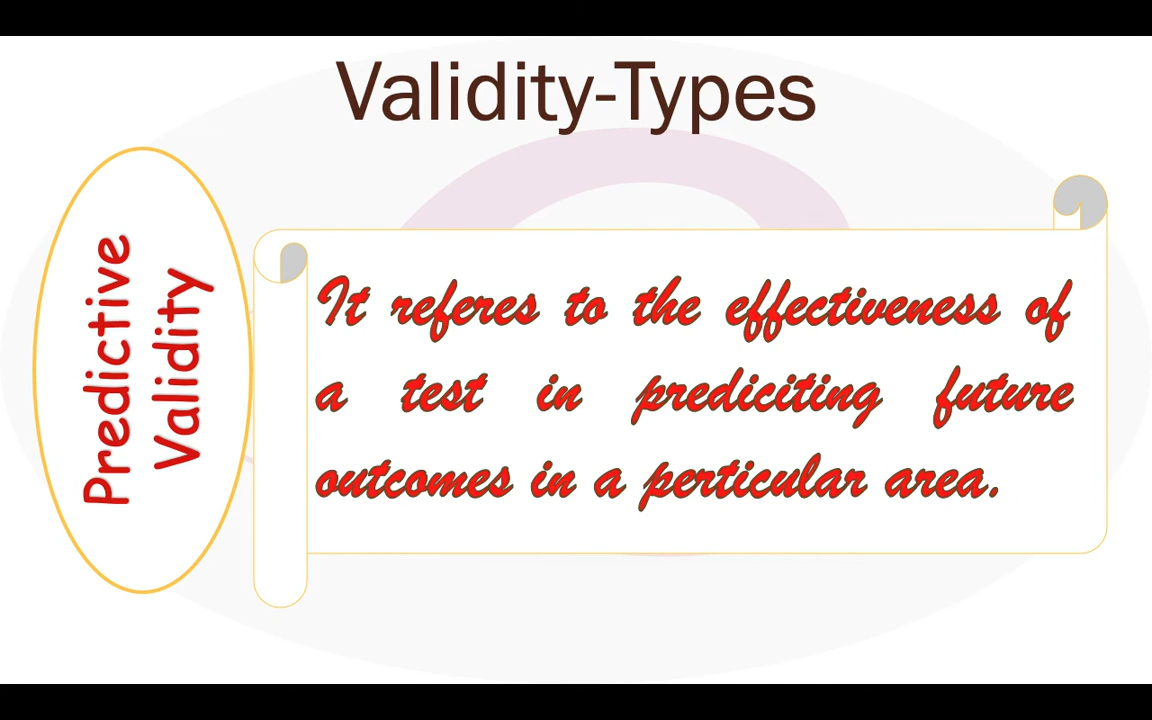 Validity-Types
Predictive
Validity
It referes to the effectiveness of
a test in prediciting future
outcomes in a perticular area.